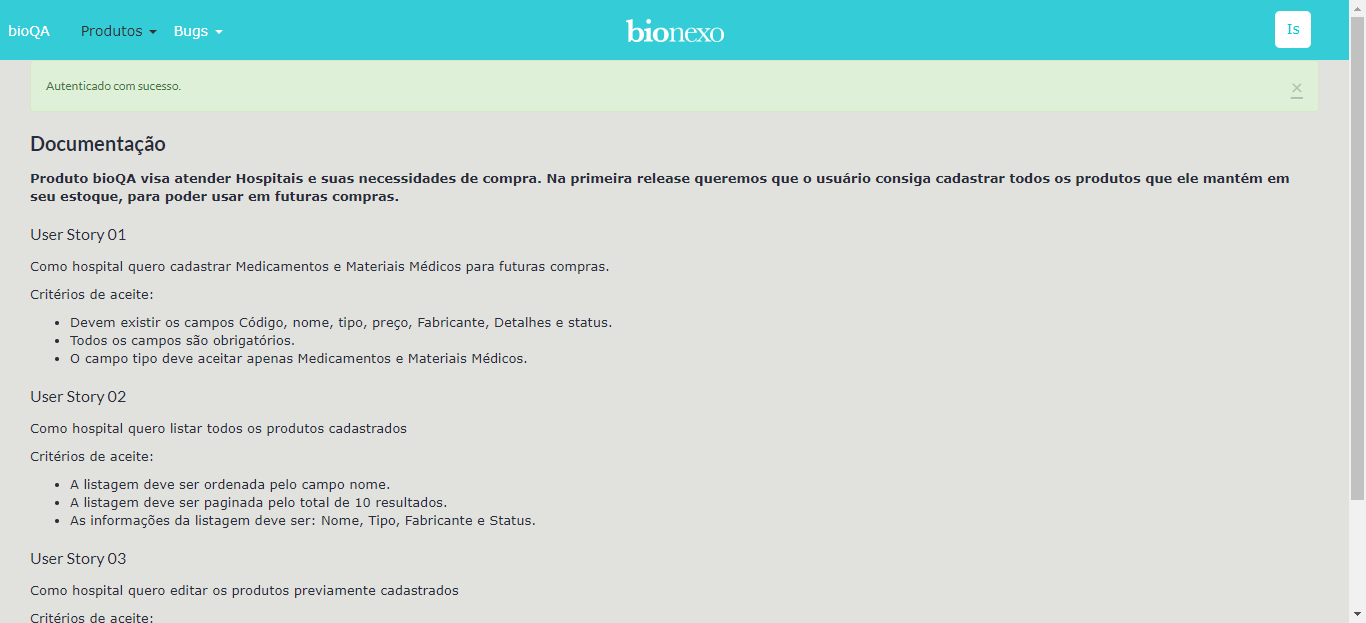 bioQA Produtos Bugs bionexo Is
Autenticado com sucesso. ×
Documentação
Produto bioQA visa atender Hospitais e suas necessidades de compra. Na primeira release queremos que o usuário consiga cadastrar todos os produtos que ele mantém em
seu estoque, para poder usar em futuras compras.
User Story 01
Como hospital quero cadastrar Medicamentos e Materiais Médicos para futuras compras.
Critérios de aceite:
• Devem existir os campos Código, nome, tipo, preço, Fabricante, Detalhes e status.
• Todos os campos são obrigatórios.
• O campo tipo deve aceitar apenas Medicamentos e Materiais Médicos.
User Story 02
Como hospital quero listar todos os produtos cadastrados
Critérios de aceite:
• A listagem deve ser ordenada pelo campo nome.
• A listagem deve ser paginada pelo total de 10 resultados.
• As informações da listagem deve ser: Nome, Tipo, Fabricante e Status.
User Story 03
Como hospital quero editar os produtos previamente cadastrados
Critérios de aceite: